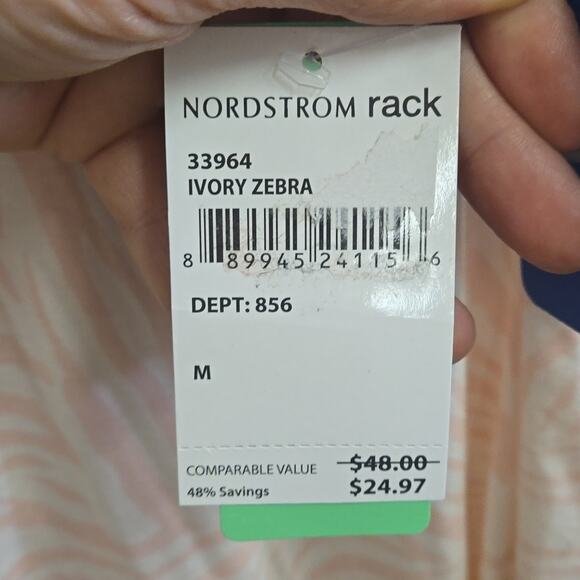 NORDSTROM rack
33964
IVORY ZEBRA
8 89945 24115 6
DEPT: 856
M
COMPARABLE VALUE $48.00
48% Savings $24.97